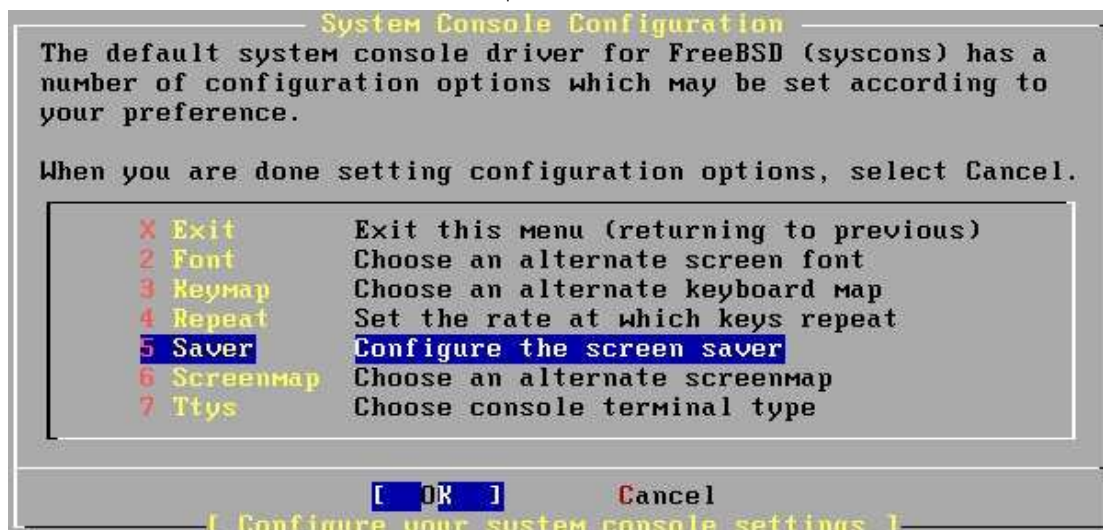 System Console Configuration
The default system console driver for FreeBSD (syscons) has a
number of configuration options which may be set according to
your preference.
When you are done setting configuration options, select Cancel.
X Exit Exit this menu (returning to previous)
2 Font Choose an alternate screen font
3 Keymap Choose an alternate keyboard map
4 Repeat Set the rate at which keys repeat
5 Saver Configure the screen saver
6 Screenmap Choose an alternate screenmap
7 Ttys Choose console terminal type
[ OK ] Cancel
[ Configure your system console settings ]